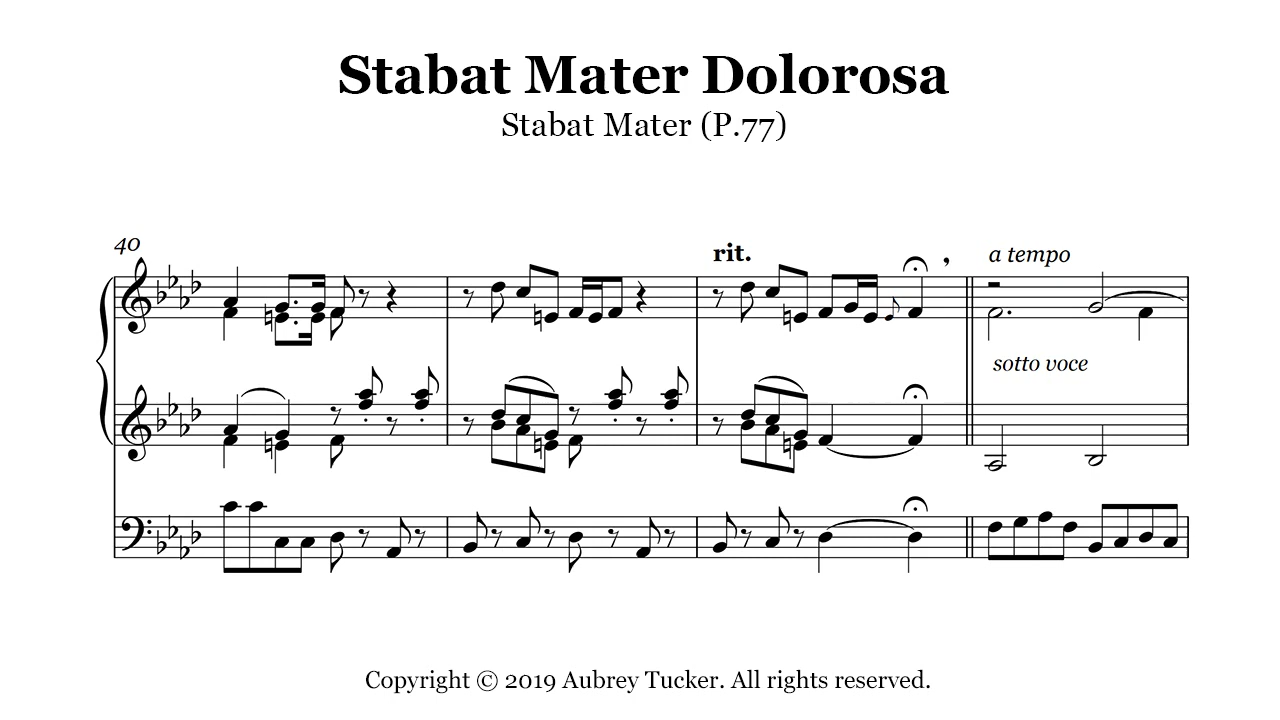 Stabat Mater Dolorosa
Stabat Mater (P.77)
40
rit.
a tempo
sotto voce
Copyright © 2019 Aubrey Tucker. All rights reserved.